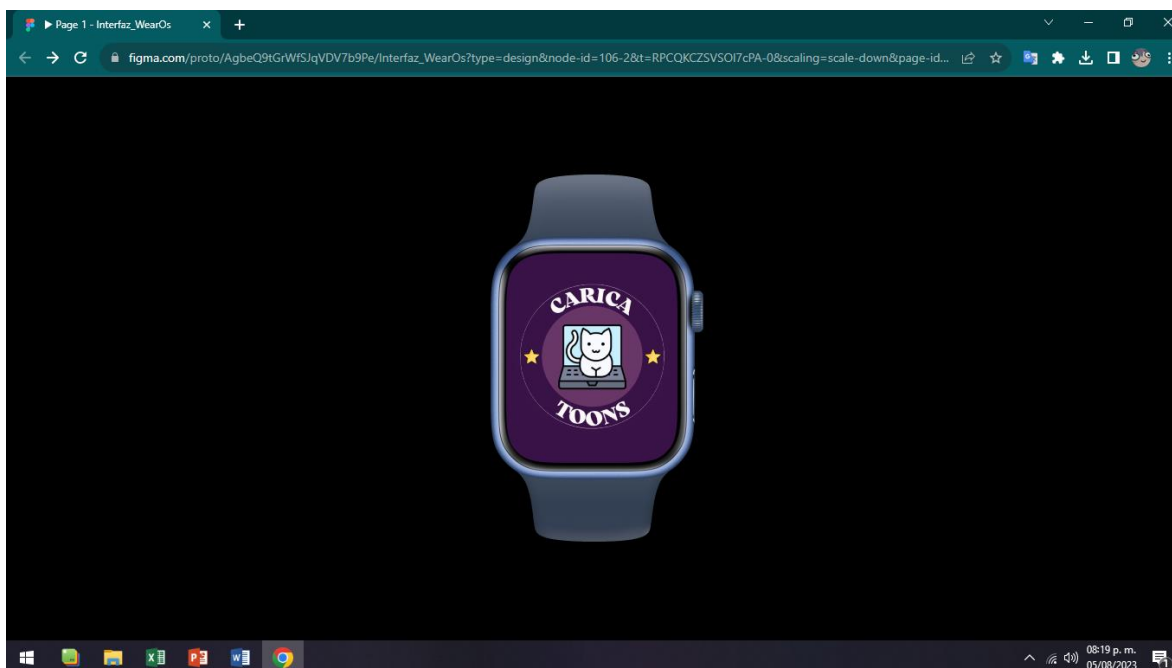 Page 1 - Interfaz_WearOs
figma.com/proto/AgbeQ9tGrWfSJqVDV7b9Pe/Interfaz_WearOs?type=design&node-id=106-2&t=RPCQKCZSVSOl7cPA-0&scaling=scale-down&page-id...
CARICA
TOONS
08:19 p. m.
05/08/2023